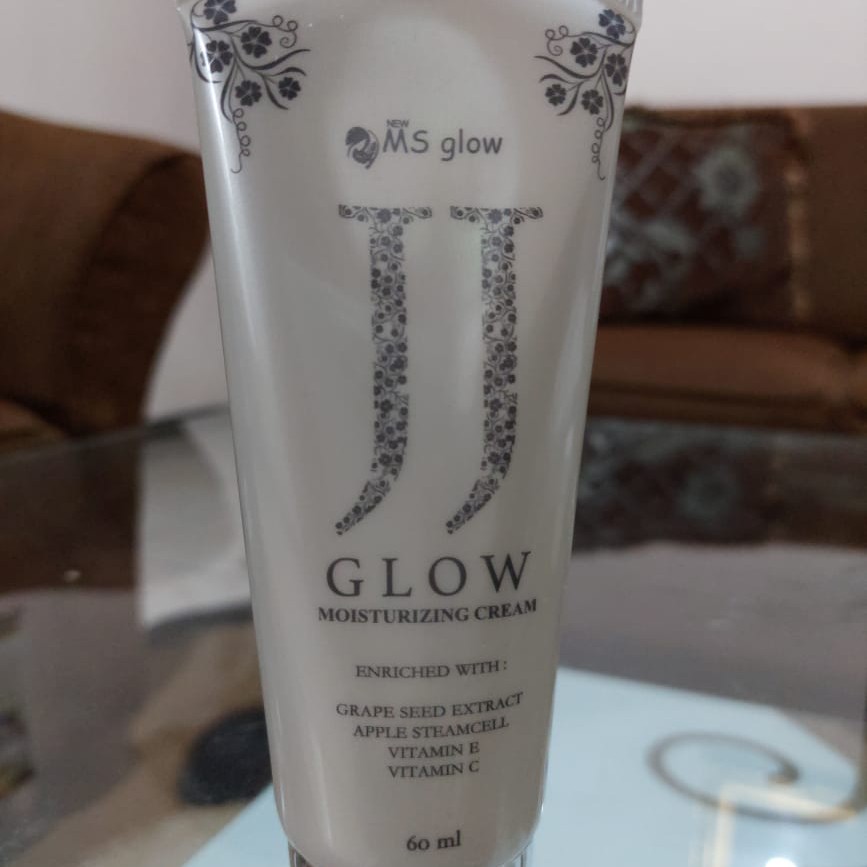 NEW
MS glow
JJ
GLOW
MOISTURIZING CREAM
ENRICHED WITH :
GRAPE SEED EXTRACT
APPLE STEAMCELL
VITAMIN E
VITAMIN C
60 ml